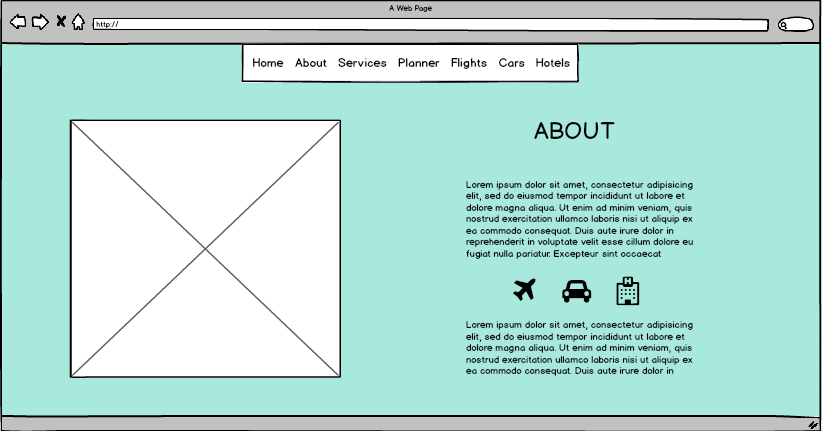 A Web Page
http://
Home About Services Planner Flights Cars Hotels
ABOUT
Lorem ipsum dolor sit amet, consectetur adipisicing
elit, sed do eiusmod tempor incididunt ut labore et
dolore magna aliqua. Ut enim ad minim veniam, quis
nostrud exercitation ullamco laboris nisi ut aliquip ex
ea commodo consequat. Duis aute irure dolor in
reprehenderit in voluptate velit esse cillum dolore eu
fugiat nulla pariatur. Excepteur sint occaecat
H
Lorem ipsum dolor sit amet, consectetur adipisicing
elit, sed do eiusmod tempor incididunt ut labore et
dolore magna aliqua. Ut enim ad minim veniam, quis
nostrud exercitation ullamco laboris nisi ut aliquip ex
ea commodo consequat. Duis aute irure dolor in